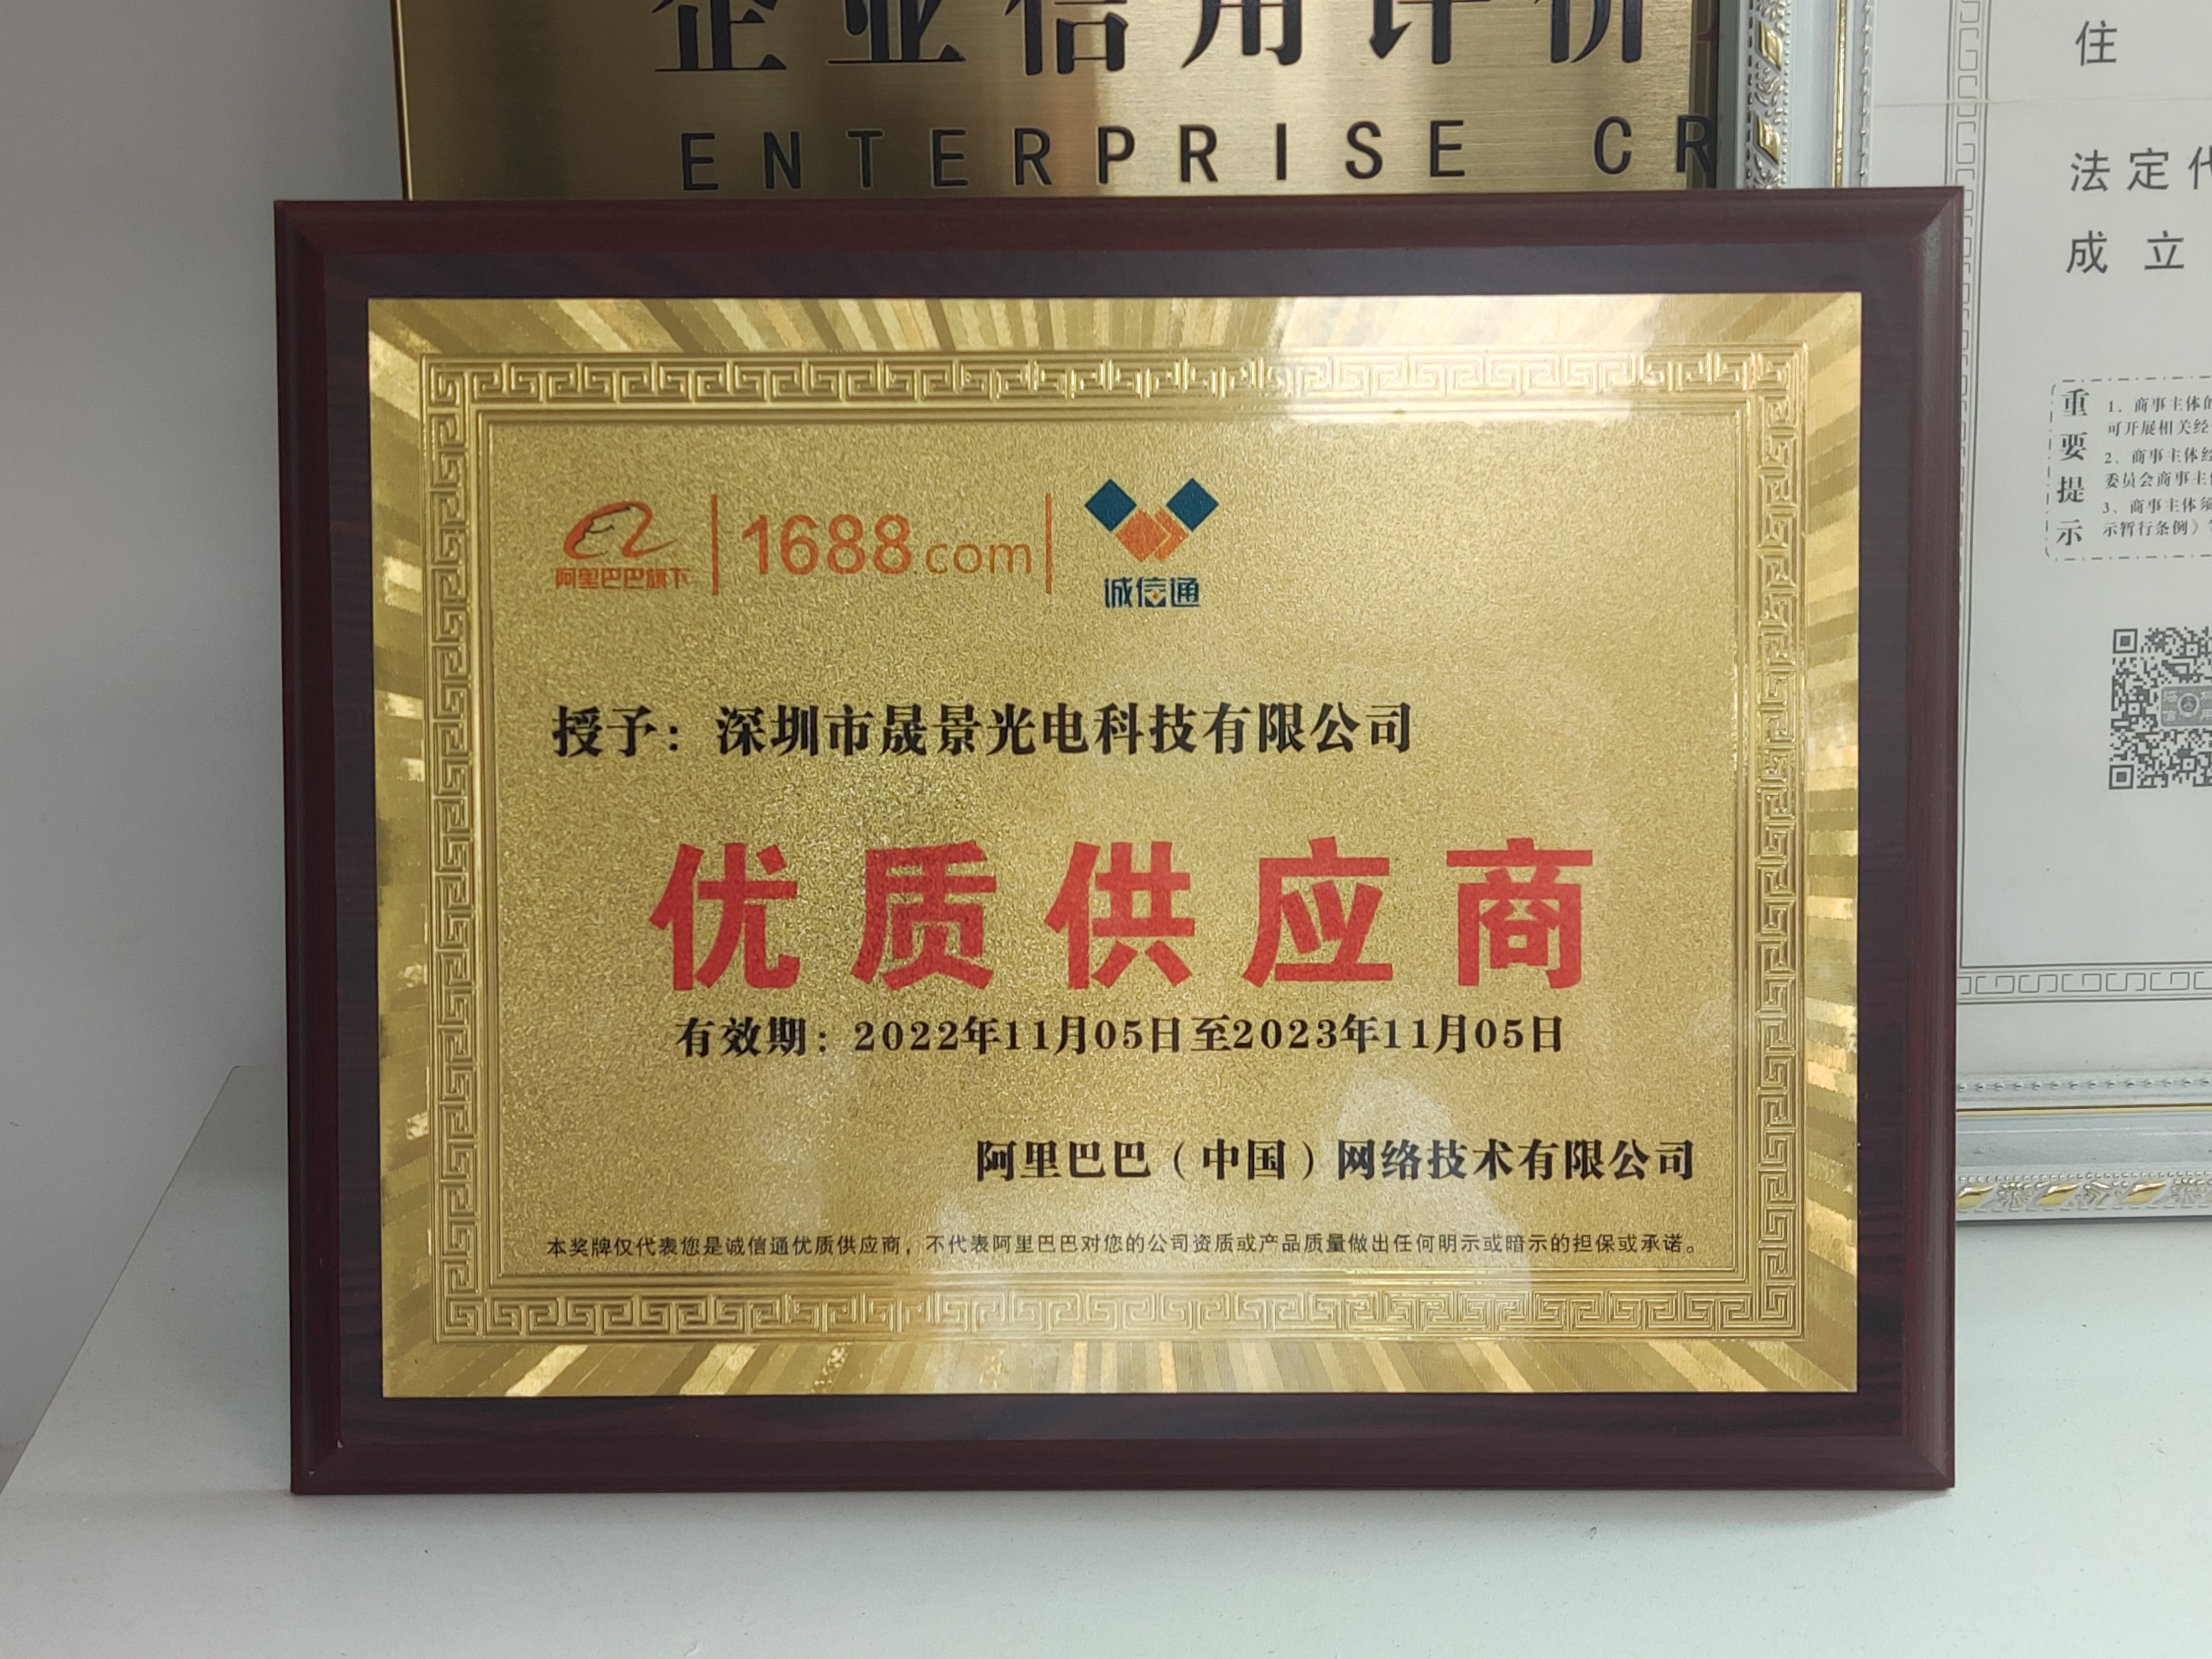 企业信用评价
ENTERPRISE CR
住
法定代
成立
重要提示
1、商事主体的
可开展相关经
2、商事主体经
委员会商事主体
3、商事主体须
示暂行条例》
阿里巴巴旗下
1688.com
诚信通
授予：深圳市晟景光电科技有限公司
优质供应商
有效期：2022年11月05日至2023年11月05日
阿里巴巴（中国）网络技术有限公司
本奖牌仅代表您是诚信通优质供应商，不代表阿里巴巴对您的公司资质或产品质量做出任何明示或暗示的担保或承诺。